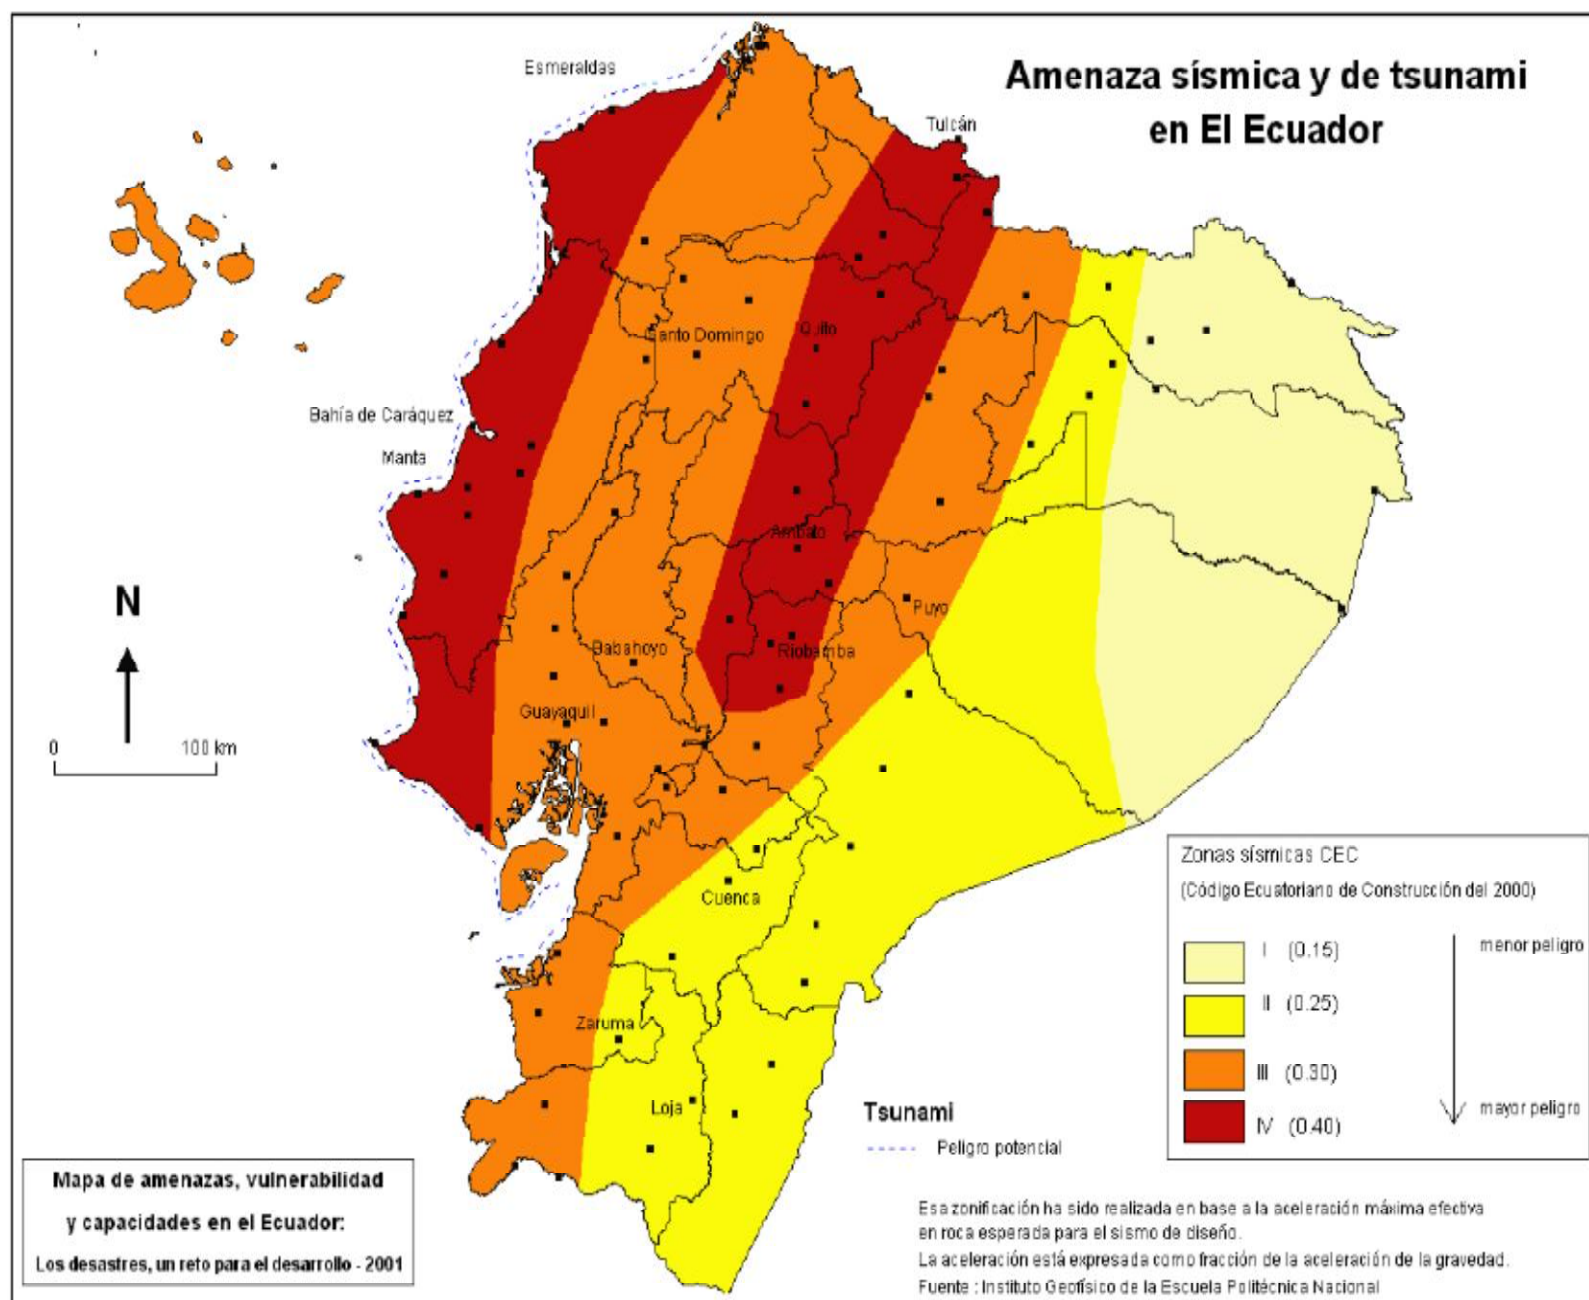 Amenaza sísmica y de tsunami
en El Ecuador
Esmeraldas
Tulcán
Santo Domingo
Quito
Bahía de Caráquez
Manta
Ambato
Puyo
Babahoyo
Riobamba
Guayaquil
N
0 100 km
Cuenca
Zaruma
Loja
Zonas sísmicas CEC
(Código Ecuatoriano de Construcción del 2000)
I (0.15)
II (0.25)
III (0.30)
IV (0.40)
menor peligro
mayor peligro
Tsunami
Peligro potencial
Mapa de amenazas, vulnerabilidad
y capacidades en el Ecuador:
Los desastres, un reto para el desarrollo - 2001
Esa zonificación ha sido realizada en base a la aceleración máxima efectiva
en roca esperada para el sismo de diseño.
La aceleración está expresada como fracción de la aceleración de la gravedad.
Fuente : Instituto Geofísico de la Escuela Politécnica Nacional